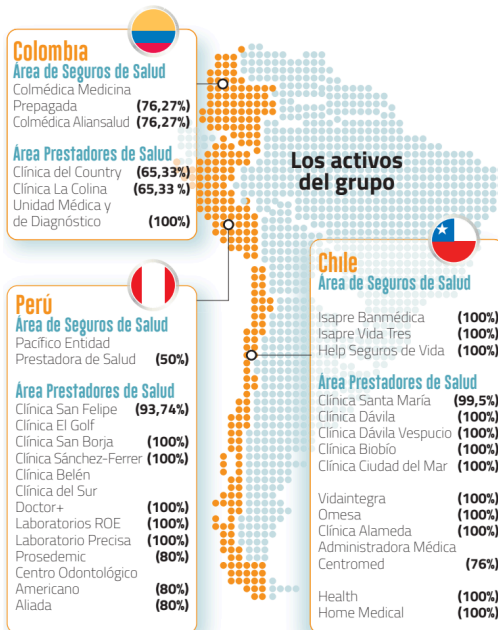 Colombia
Área de Seguros de Salud
Colmédica Medicina
Prepagada (76,27%)
Colmédica Aliansalud (76,27%)
Área Prestadores de Salud
Clínica del Country (65,33%)
Clínica La Colina (65,33 %)
Unidad Médica y
de Diagnóstico (100%)
Los activos
del grupo
Perú
Área de Seguros de Salud
Pacífico Entidad
Prestadora de Salud (50%)
Área Prestadores de Salud
Clínica San Felipe (93,74%)
Clínica El Golf
Clínica San Borja (100%)
Clínica Sánchez-Ferrer (100%)
Clínica Belén
Clínica del Sur
Doctor+ (100%)
Laboratorios ROE (100%)
Laboratorio Precisa (100%)
Prosedemic (80%)
Centro Odontológico
Americano (80%)
Aliada (80%)
Chile
Área de Seguros de Salud
Isapre Banmédica (100%)
Isapre Vida Tres (100%)
Help Seguros de Vida (100%)
Área Prestadores de Salud
Clínica Santa María (99,5%)
Clínica Dávila (100%)
Clínica Dávila Vespucio (100%)
Clínica Biobío (100%)
Clínica Ciudad del Mar (100%)
Vidaintegra (100%)
Omesa (100%)
Clínica Alameda (100%)
Administradora Médica
Centromed (76%)
Health (100%)
Home Medical (100%)